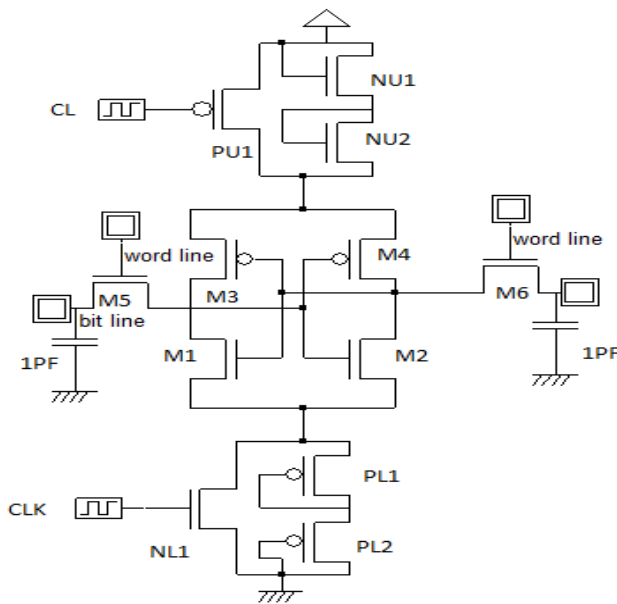 NU1
CL
NU2
PU1
word line
word line
M4
M5
M3
M6
bit line
M1
M2
1PF
1PF
PL1
CLK
PL2
NL1